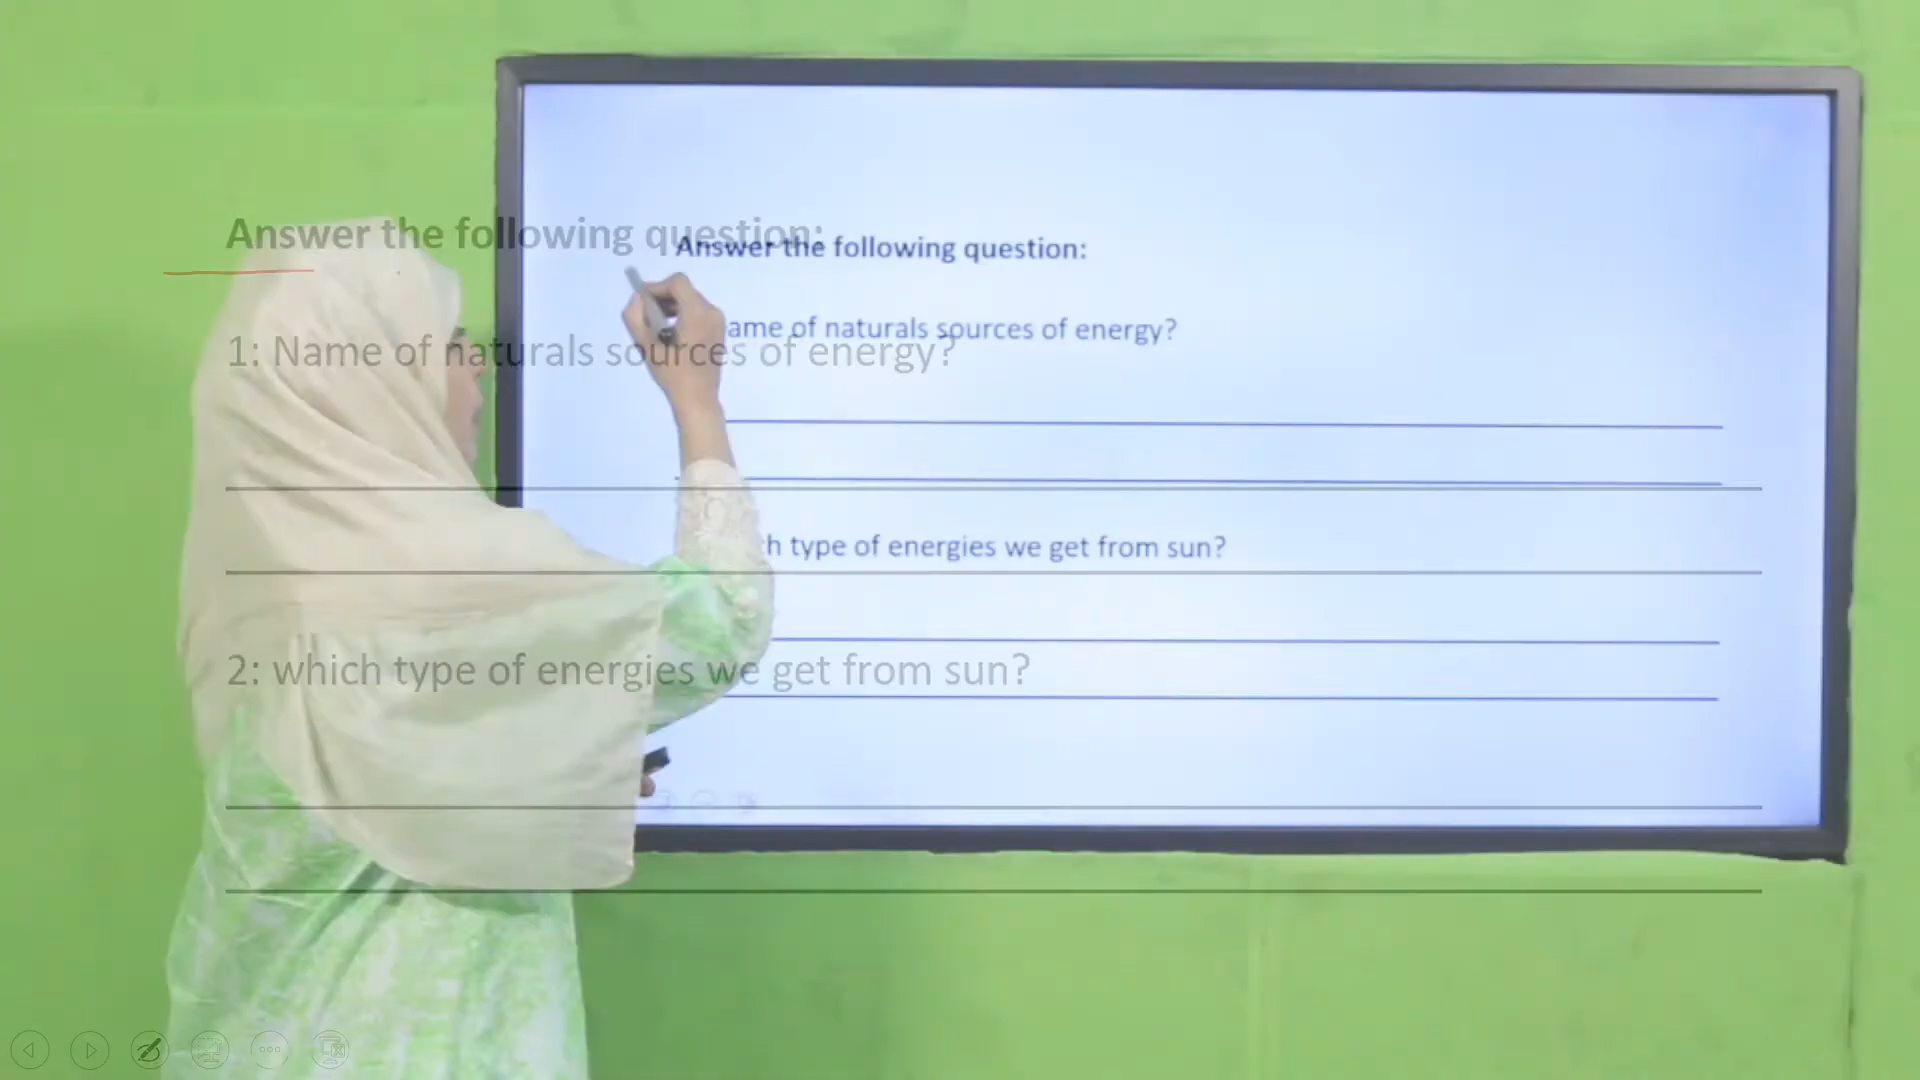 Answer the following question:
1: Name of naturals sources of energy?
2: which type of energies we get from sun?
Answer the following question:
ame of naturals sources of energy?
h type of energies we get from sun?